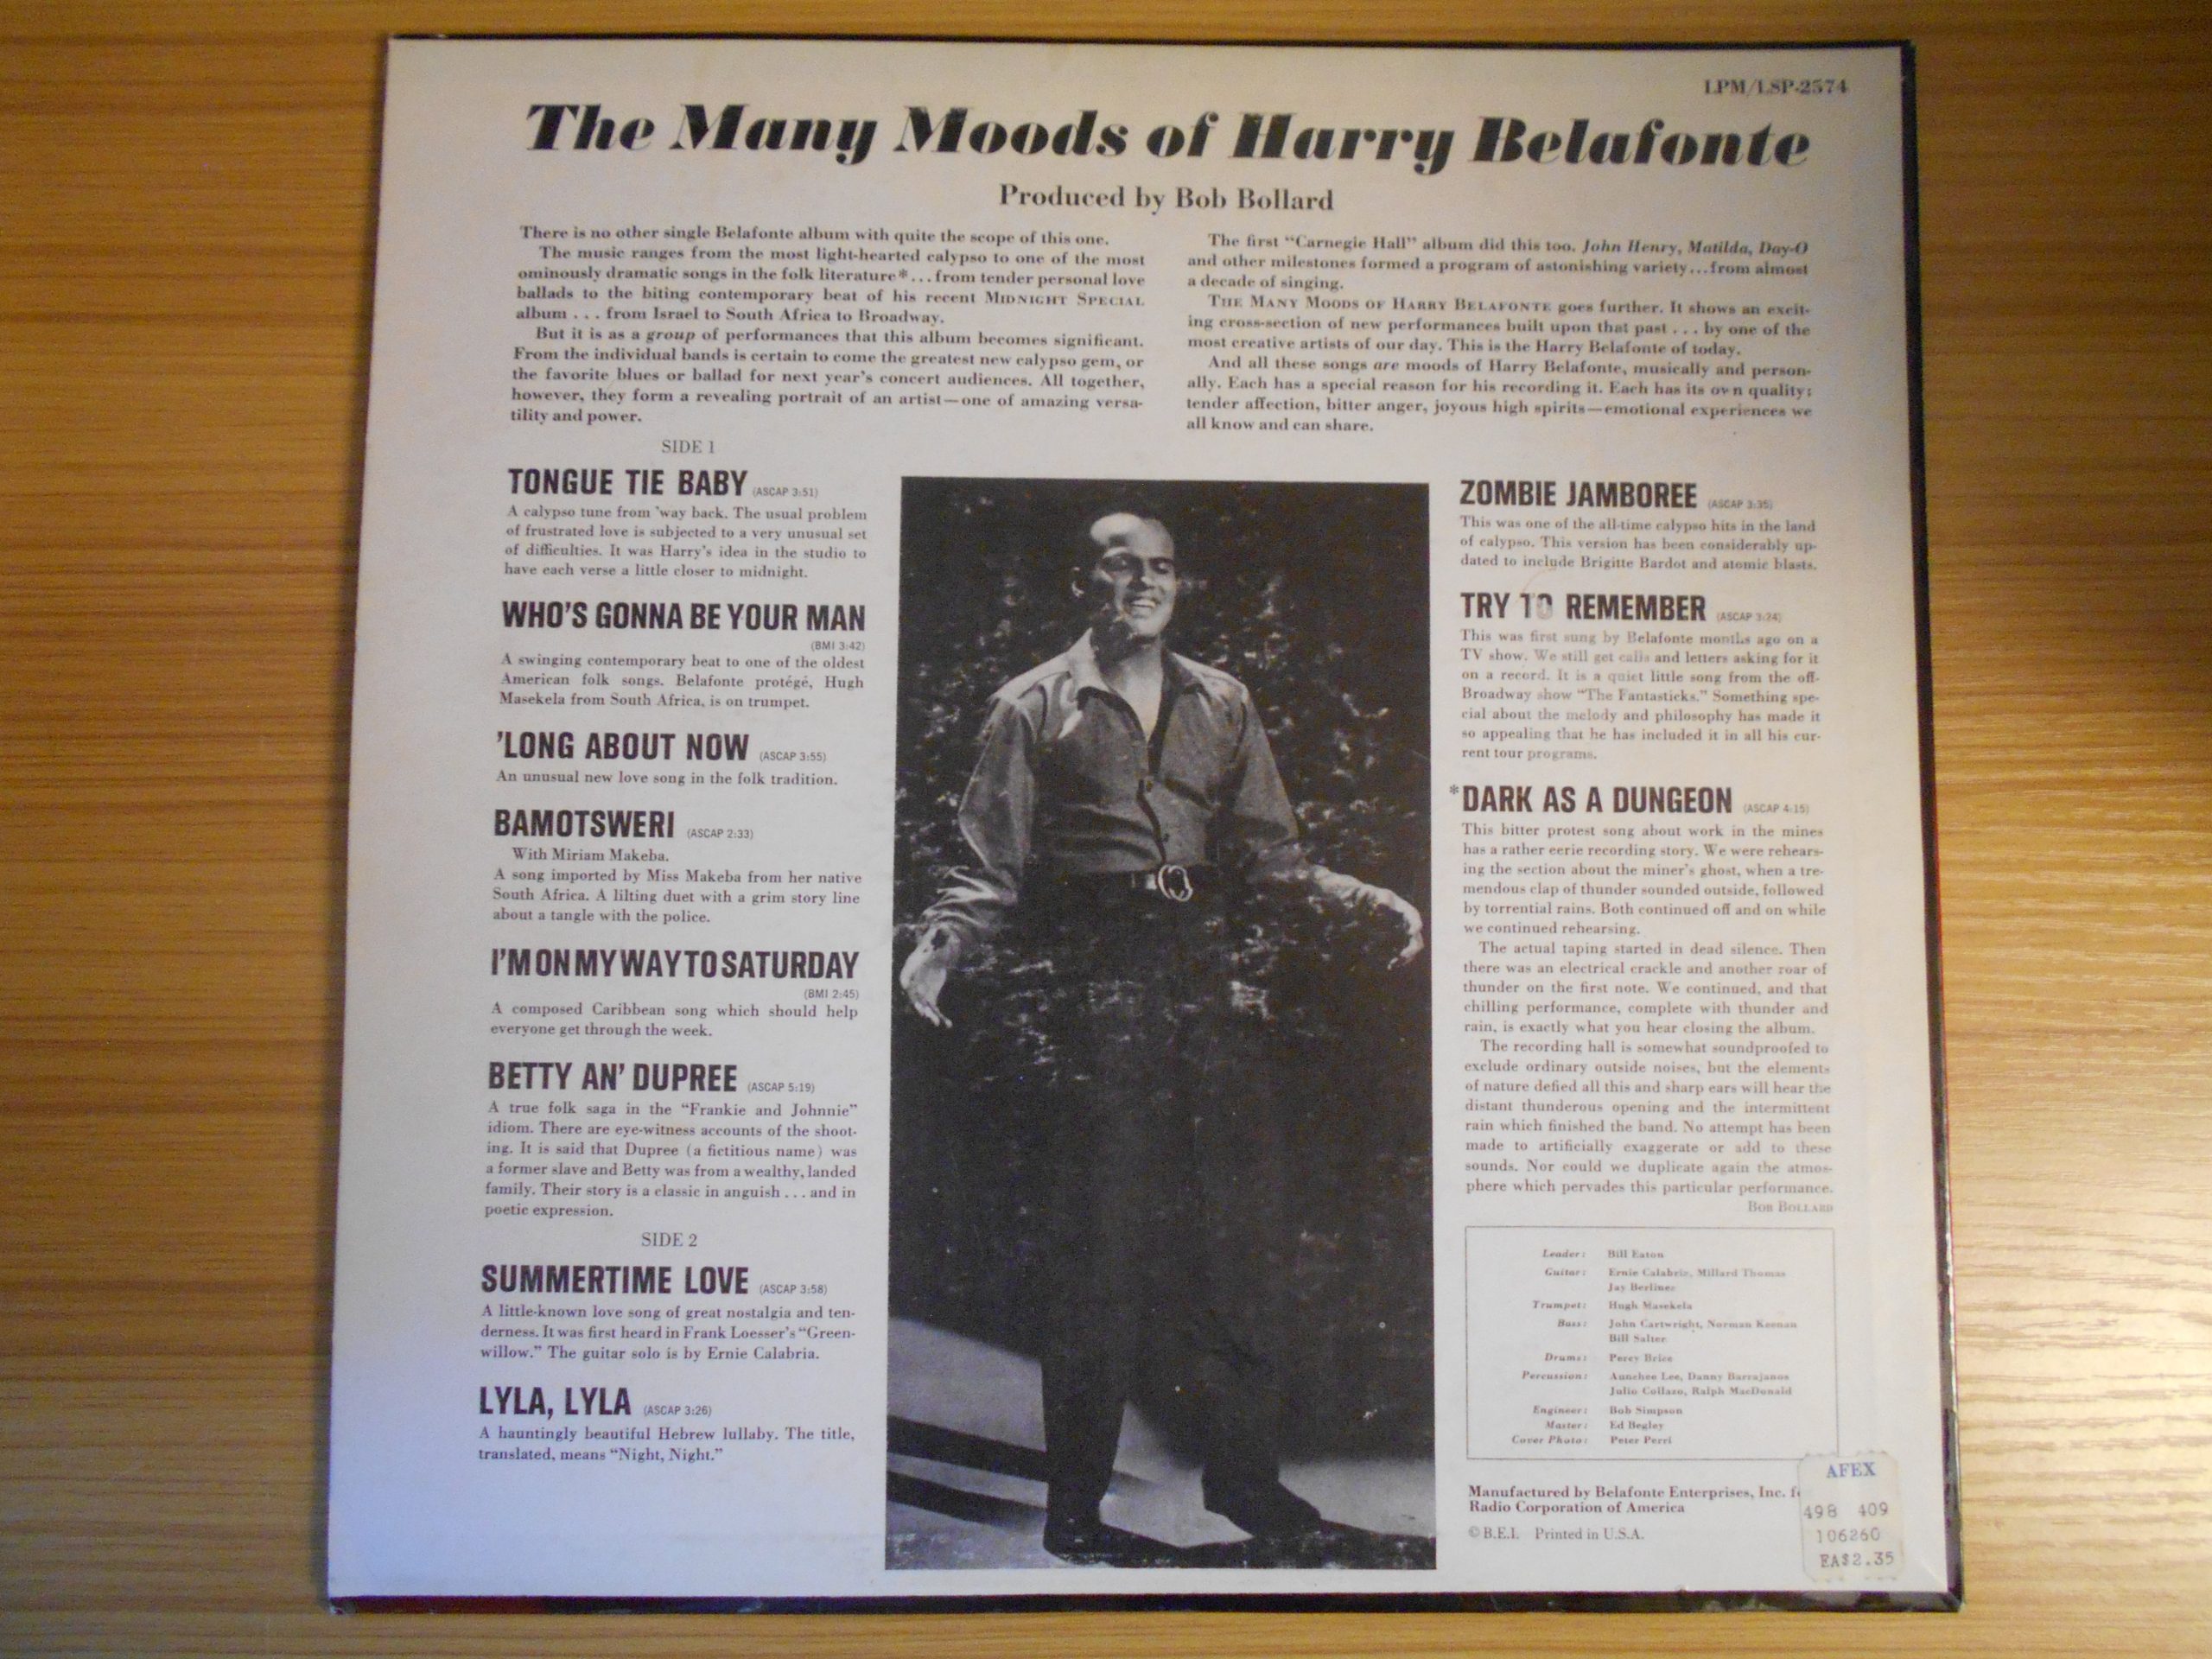 LPM/LSP-2574
The Many Moods of Harry Belafonte
Produced by Bob Bollard
There is no other single Belafonte album with quite the scope of this one.
The music ranges from the most light-hearted calypso to one of the most
ominously dramatic songs in the folk literature*...from tender personal love
ballads to the biting contemporary beat of his recent MIDNIGHT SPECIAL
album . . . from Israel to South Africa to Broadway.
But it is as a group of performances that this album becomes significant.
From the individual bands is certain to come the greatest new calypso gem, or
the favorite blues or ballad for next year's concert audiences. All together,
however, they form a revealing portrait of an artist—one of amazing versa-
tility and power.
The first "Carnegie Hall" album did this too. John Henry, Matilda, Day-O
and other milestones formed a program of astonishing variety...from almost
a decade of singing.
THE MANY MOODS OF HARRY BELAFONTE goes further. It shows an excit-
ing cross-section of new performances built upon that past . . . by one of the
most creative artists of our day. This is the Harry Belafonte of today.
And all these songs are moods of Harry Belafonte, musically and person-
ally. Each has a special reason for his recording it. Each has its own quality;
tender affection, bitter anger, joyous high spirits—emotional experiences we
all know and can share.
SIDE 1
TONGUE TIE BABY (ASCAP 3:51)
A calypso tune from 'way back. The usual problem
of frustrated love is subjected to a very unusual set
of difficulties. It was Harry's idea in the studio to
have each verse a little closer to midnight.
WHO'S GONNA BE YOUR MAN
(BMI 3:42)
A swinging contemporary beat to one of the oldest
American folk songs. Belafonte protégé, Hugh
Masekela from South Africa, is on trumpet.
'LONG ABOUT NOW (ASCAP 3:55)
An unusual new love song in the folk tradition.
BAMOTSWERI (ASCAP 2:33)
With Miriam Makeba.
A song imported by Miss Makeba from her native
South Africa. A lilting duet with a grim story line
about a tangle with the police.
I'M ON MY WAY TO SATURDAY
(BMI 2:45)
A composed Caribbean song which should help
everyone get through the week.
BETTY AN' DUPREE (ASCAP 5:19)
A true folk saga in the "Frankie and Johnnie"
idiom. There are eye-witness accounts of the shoot-
ing. It is said that Dupree (a fictitious name) was
a former slave and Betty was from a wealthy, landed
family. Their story is a classic in anguish . . . and in
poetic expression.
SIDE 2
SUMMERTIME LOVE (ASCAP 3:58)
A little-known love song of great nostalgia and ten-
derness. It was first heard in Frank Loesser's "Green-
willow." The guitar solo is by Ernie Calabria.
LYLA, LYLA (ASCAP 3:26)
A hauntingly beautiful Hebrew lullaby. The title,
translated, means "Night, Night."
ZOMBIE JAMBOREE (ASCAP 3:35)
This was one of the all-time calypso hits in the land
of calypso. This version has been considerably up-
dated to include Brigitte Bardot and atomic blasts.
TRY TO REMEMBER (ASCAP 3:24)
This was first sung by Belafonte months ago on a
TV show. We still get calls and letters asking for it
on a record. It is a quiet little song from the off-
Broadway show "The Fantasticks." Something spe-
cial about the melody and philosophy has made it
so appealing that he has included it in all his cur-
rent tour programs.
*DARK AS A DUNGEON (ASCAP 4:15)
This bitter protest song about work in the mines
has a rather eerie recording story. We were rehears-
ing the section about the miner's ghost, when a tre-
mendous clap of thunder sounded outside, followed
by torrential rains. Both continued off and on while
we continued rehearsing.
The actual taping started in dead silence. Then
there was an electrical crackle and another roar of
thunder on the first note. We continued, and that
chilling performance, complete with thunder and
rain, is exactly what you hear closing the album.
The recording hall is somewhat soundproofed to
exclude ordinary outside noises, but the elements
of nature defied all this and sharp ears will hear the
distant thunderous opening and the intermittent
rain which finished the band. No attempt has been
made to artificially exaggerate or add to these
sounds. Nor could we duplicate again the atmos-
phere which pervades this particular performance.
BOB BOLLARD
Leader: Bill Eaton
Guitar: Ernie Calabria, Millard Thomas
Jay Berliner
Trumpet: Hugh Masekela
Bass: John Cartwright, Norman Keenan
Bill Salter
Drums: Percy Brice
Percussion: Aunchee Lee, Danny Barrajanos
Julio Collazo, Ralph MacDonald
Engineer: Bob Simpson
Master: Ed Begley
Cover Photo: Peter Perri
Manufactured by Belafonte Enterprises, Inc.
Radio Corporation of America
© B.E.I. Printed in U.S.A.
AFEX
498 409
106260
EA$2.35